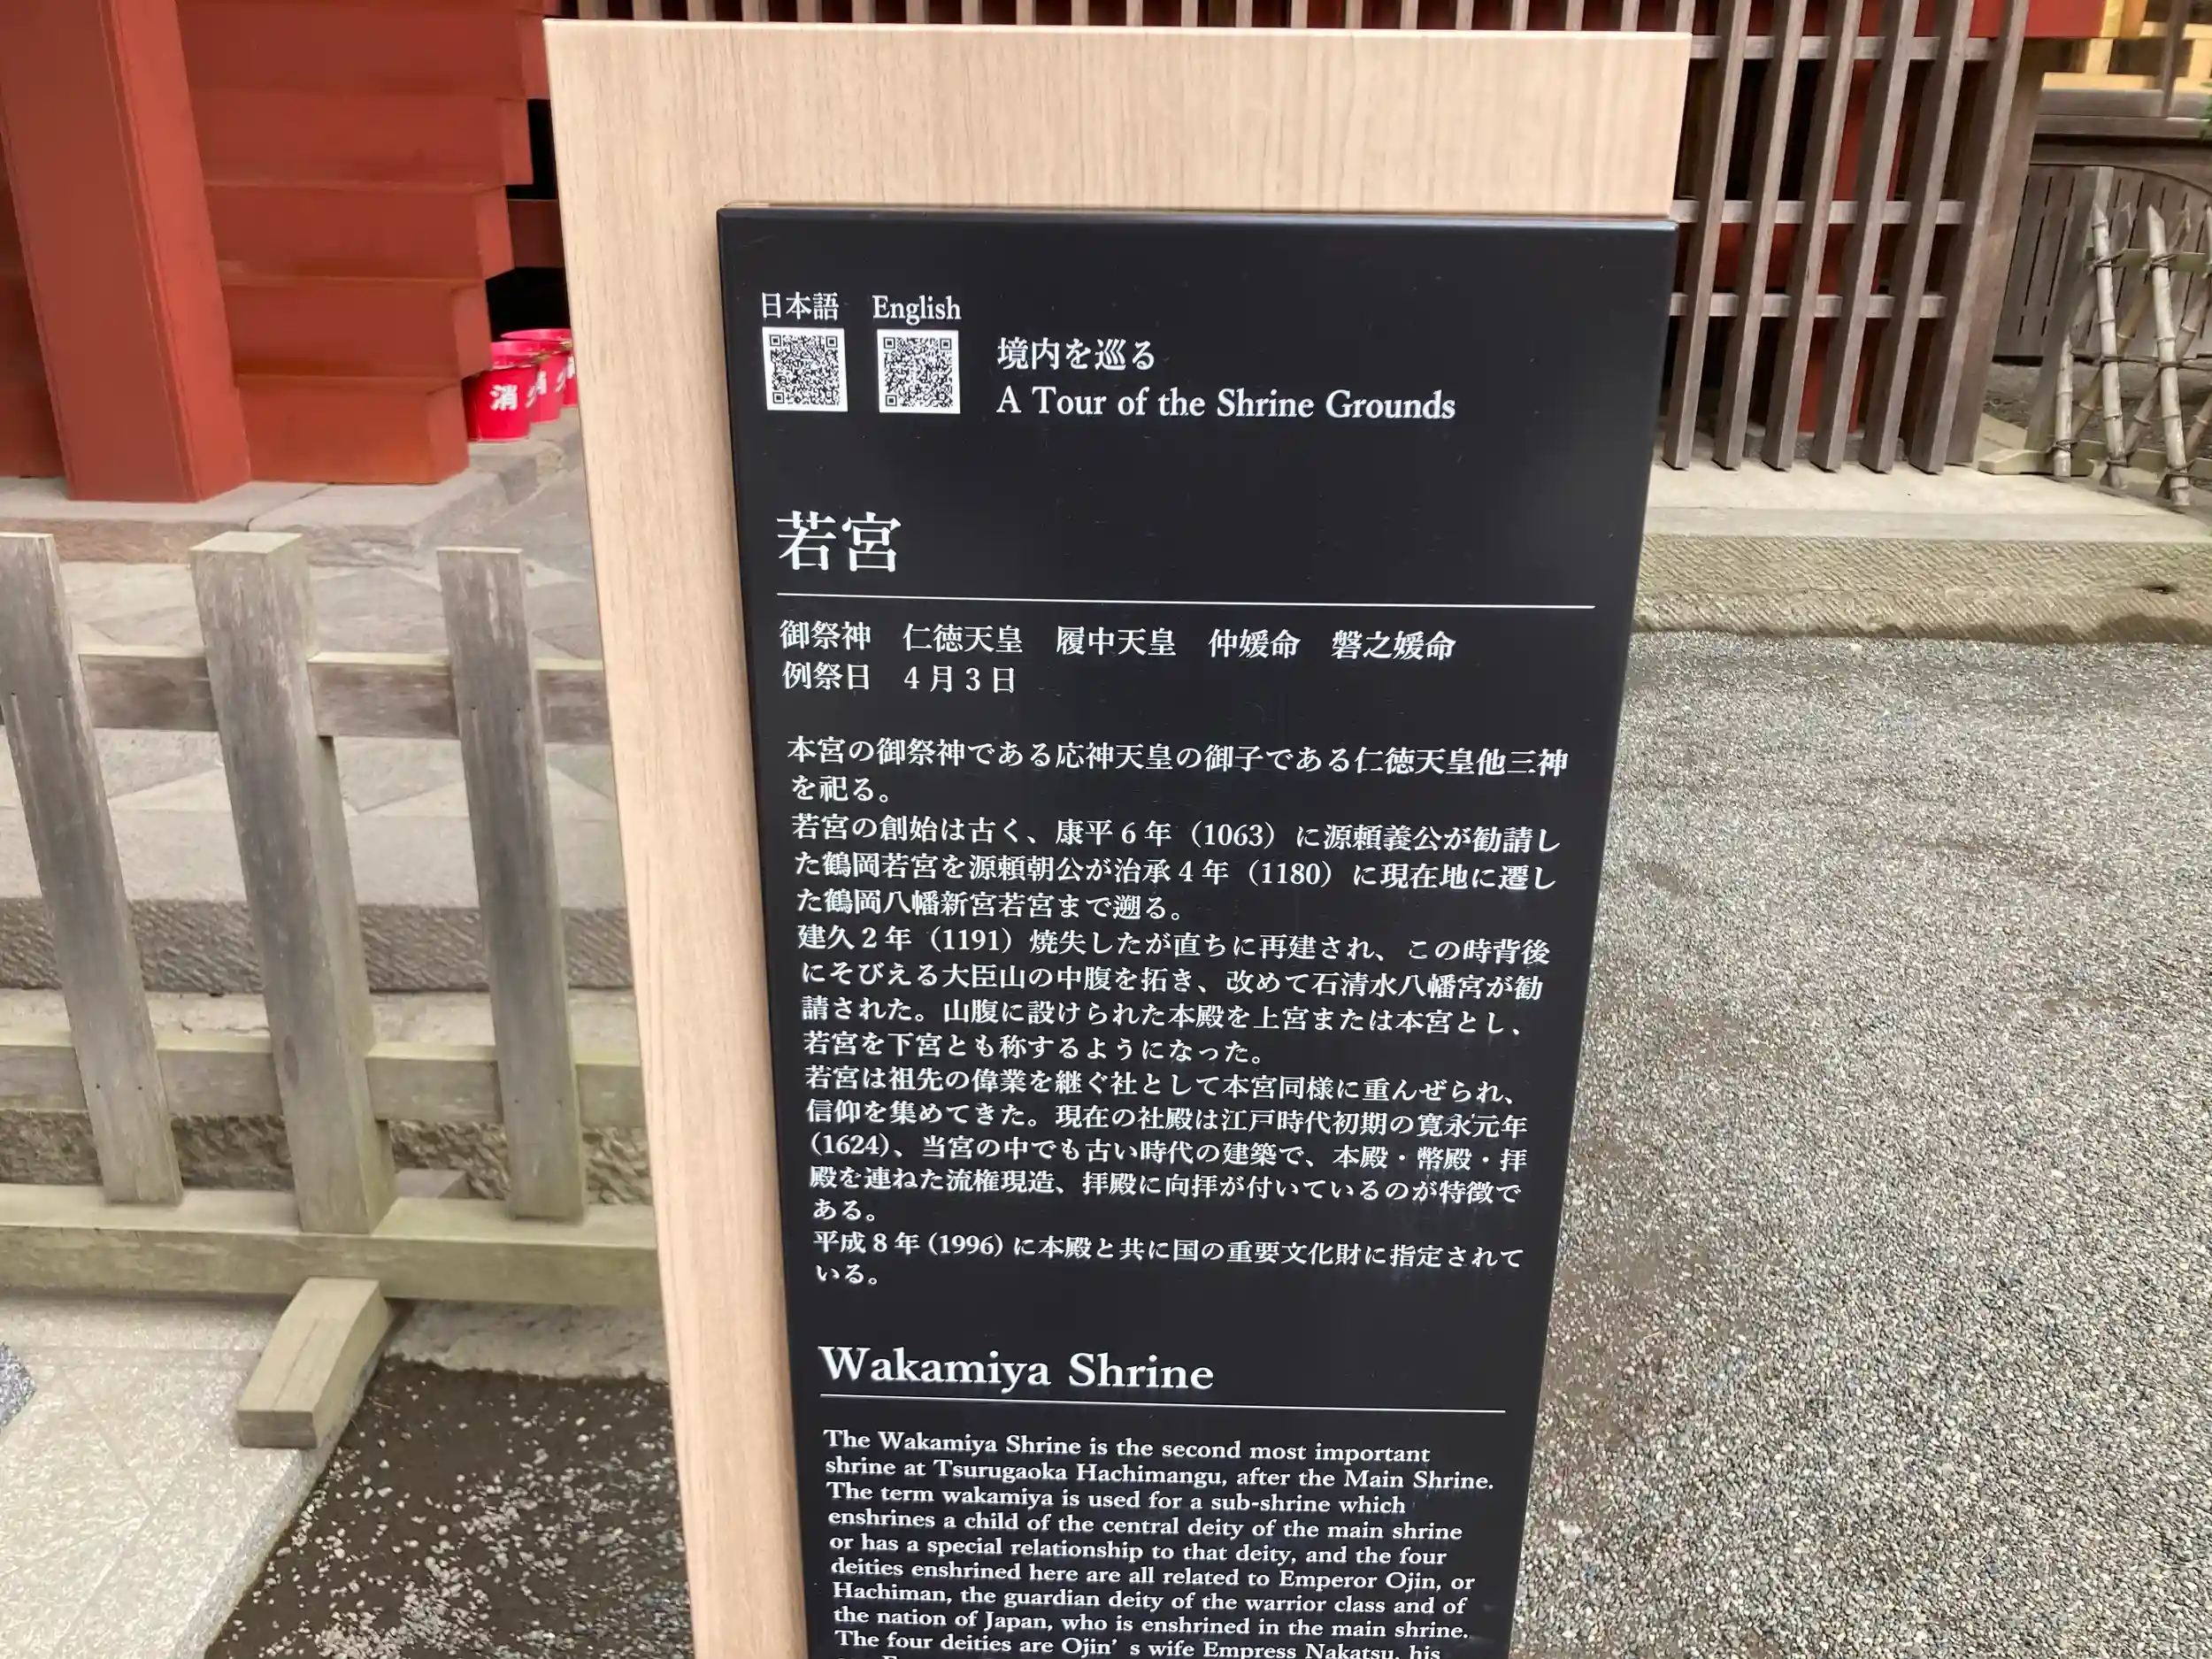 日本語 English
境内を巡る
A Tour of the Shrine Grounds
消
若宮
御祭神 仁徳天皇 履中天皇 仲媛命 磐之媛命
例祭日 4月3日
本宮の御祭神である応神天皇の御子である仁徳天皇他三神
を祀る。
若宮の創始は古く、康平6年（1063）に源頼義公が勧請し
た鶴岡若宮を源頼朝公が治承4年（1180）に現在地に遷し
た鶴岡八幡新宮若宮まで遡る。
建久2年（1191）焼失したが直ちに再建され、この時背後
にそびえる大臣山の中腹を拓き、改めて石清水八幡宮が勧
請された。山腹に設けられた本殿を上宮または本宮とし、
若宮を下宮とも称するようになった。
若宮は祖先の偉業を継ぐ社として本宮同様に重んぜられ、
信仰を集めてきた。現在の社殿は江戸時代初期の寛永元年
(1624)、当宮の中でも古い時代の建築で、本殿・幣殿・拝
殿を連ねた流権現造、拝殿に向拝が付いているのが特徴で
ある。
平成8年(1996)に本殿と共に国の重要文化財に指定されて
いる。
Wakamiya Shrine
The Wakamiya Shrine is the second most important
shrine at Tsurugaoka Hachimangu, after the Main Shrine.
The term wakamiya is used for a sub-shrine which
enshrines a child of the central deity of the main shrine
or has a special relationship to that deity, and the four
deities enshrined here are all related to Emperor Ojin, or
Hachiman, the guardian deity of the warrior class and of
the nation of Japan, who is enshrined in the main shrine.
The four deities are Ojin’ s wife Empress Nakatsu, his